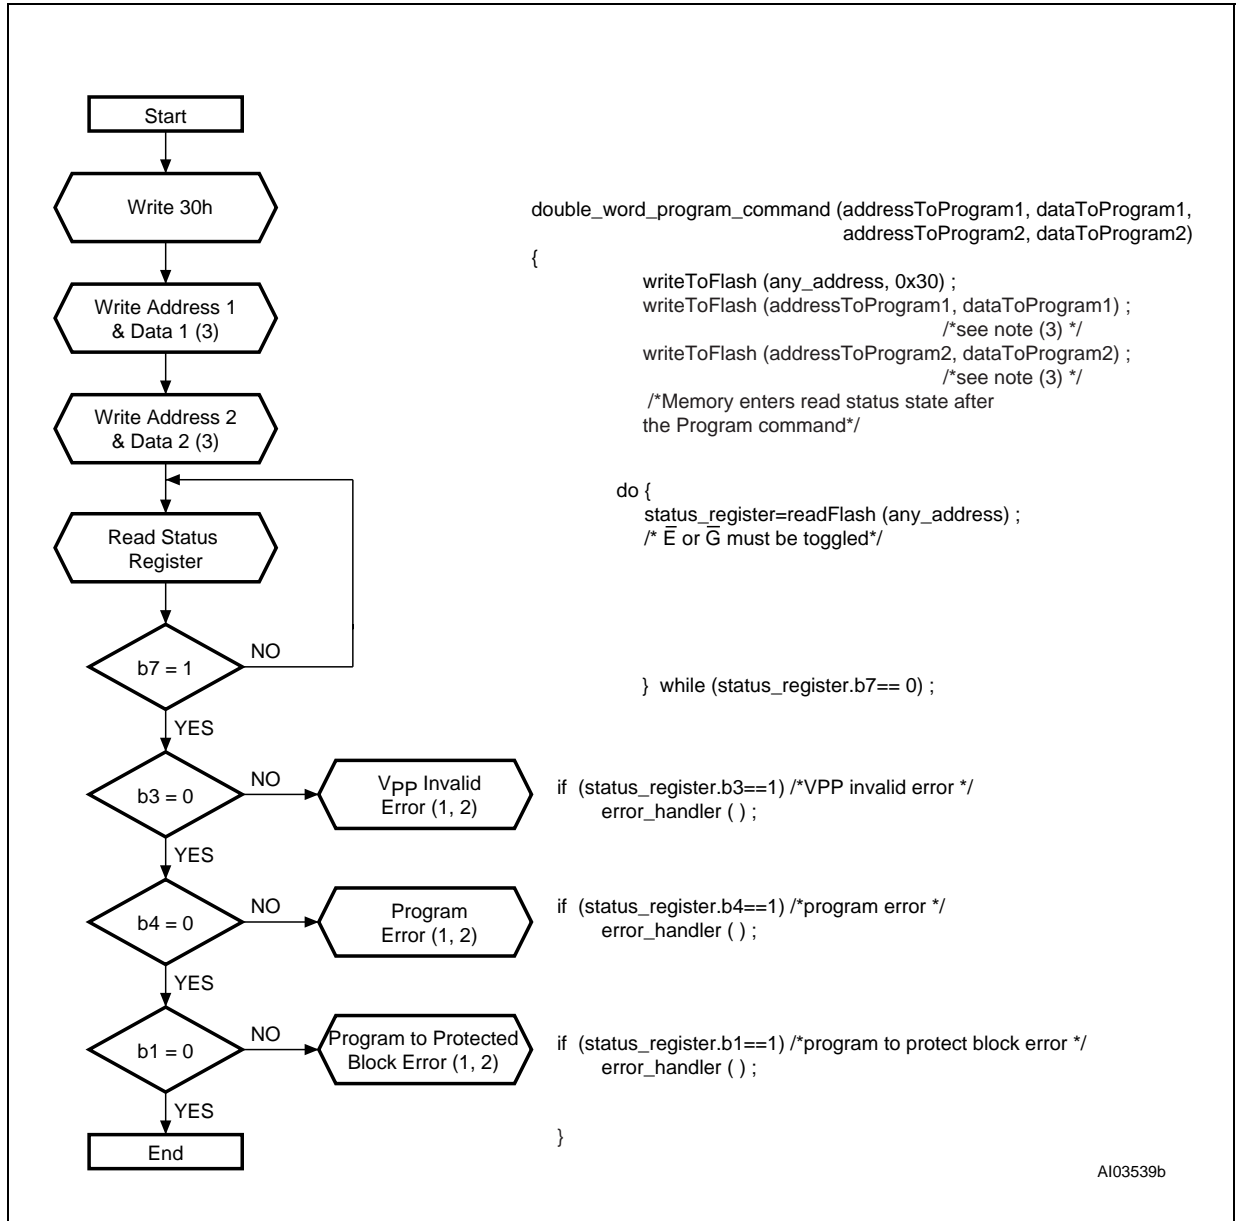 Start
Write 30h
Write Address 1
& Data 1 (3)
Write Address 2
& Data 2 (3)
Read Status
Register
b7 = 1
NO
YES
b3 = 0
NO
VPP Invalid
Error (1, 2)
YES
b4 = 0
NO
Program
Error (1, 2)
YES
b1 = 0
NO
Program to Protected
Block Error (1, 2)
YES
End
double_word_program_command (addressToProgram1, dataToProgram1,
addressToProgram2, dataToProgram2)
{
writeToFlash (any_address, 0x30) ;
writeToFlash (addressToProgram1, dataToProgram1) ;
/*see note (3) */
writeToFlash (addressToProgram2, dataToProgram2) ;
/*see note (3) */
/*Memory enters read status state after
the Program command*/
do {
status_register=readFlash (any_address) ;
/* E̅ or G̅ must be toggled*/
} while (status_register.b7== 0) ;
if (status_register.b3==1) /*VPP invalid error */
error_handler ( ) ;
if (status_register.b4==1) /*program error */
error_handler ( ) ;
if (status_register.b1==1) /*program to protect block error */
error_handler ( ) ;
}
AI03539b